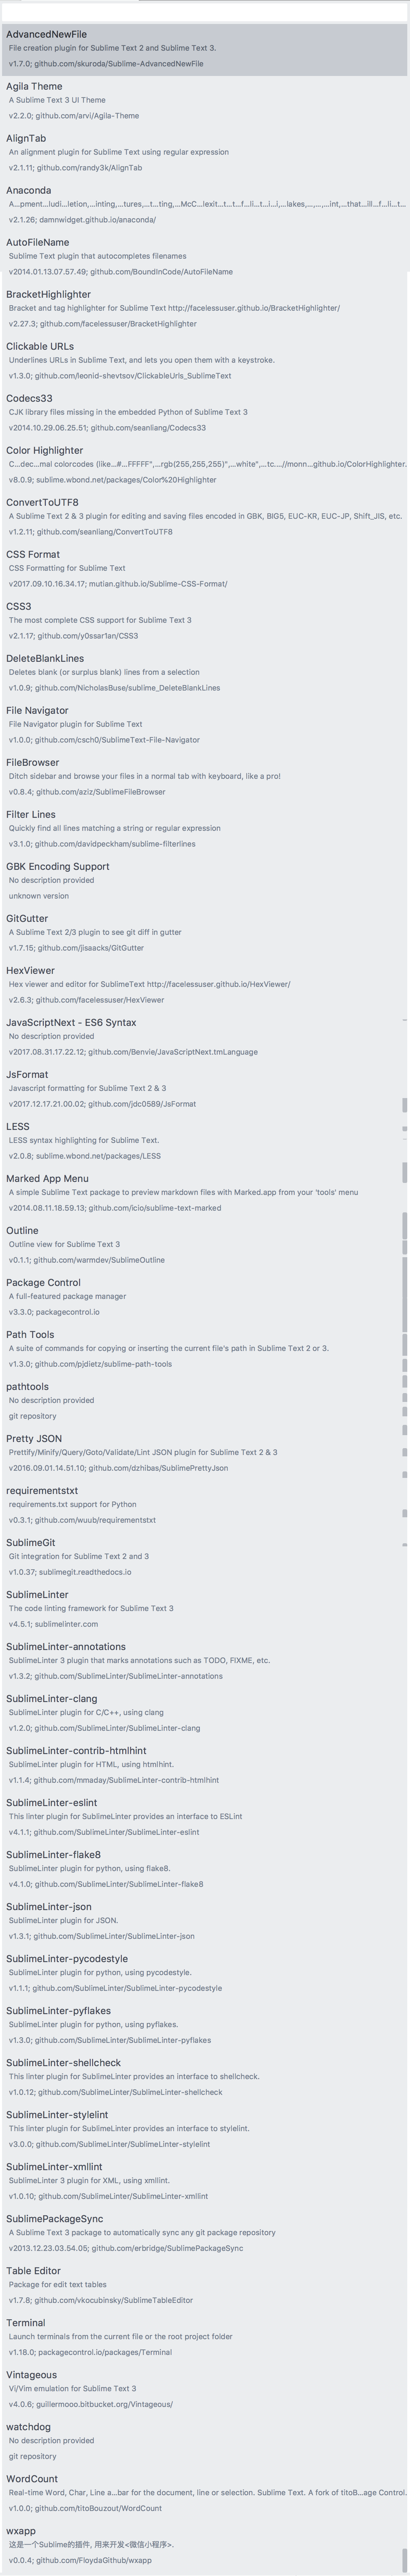 AdvancedNewFile
File creation plugin for Sublime Text 2 and Sublime Text 3.
v1.7.0; github.com/skuroda/Sublime-AdvancedNewFile
Agila Theme
A Sublime Text 3 UI Theme
v2.2.0; github.com/arvi/Agila-Theme
AlignTab
An alignment plugin for Sublime Text using regular expression
v2.1.11; github.com/randy3k/AlignTab
Anaconda
A...pment...ludi...letion,...inting,...tures,...t...ting,...McC...lexit...t...t...f...li...t...i...i,...lakes,...,...,...int,...that...ill...f...li...t...
v2.1.26; damnwidget.github.io/anaconda/
AutoFileName
Sublime Text plugin that autocompletes filenames
v2014.01.13.07.57.49; github.com/BoundInCode/AutoFileName
BracketHighlighter
Bracket and tag highlighter for Sublime Text http://facelessuser.github.io/BracketHighlighter/
v2.27.3; github.com/facelessuser/BracketHighlighter
Clickable URLs
Underlines URLs in Sublime Text, and lets you open them with a keystroke.
v1.3.0; github.com/leonid-shevtsov/ClickableUrls_SublimeText
Codecs33
CJK library files missing in the embedded Python of Sublime Text 3
v2014.10.29.06.25.51; github.com/seanliang/Codecs33
Color Highlighter
C...dec...mal colorcodes (like...#...FFFFF",...rgb(255,255,255)",...white",...tc....//monn...github.io/ColorHighlighter.
v8.0.9; sublime.wbond.net/packages/Color%20Highlighter
ConvertToUTF8
A Sublime Text 2 & 3 plugin for editing and saving files encoded in GBK, BIG5, EUC-KR, EUC-JP, Shift_JIS, etc.
v1.2.11; github.com/seanliang/ConvertToUTF8
CSS Format
CSS Formatting for Sublime Text
v2017.09.10.16.34.17; mutian.github.io/Sublime-CSS-Format/
CSS3
The most complete CSS support for Sublime Text 3
v2.1.17; github.com/y0ssar1an/CSS3
DeleteBlankLines
Deletes blank (or surplus blank) lines from a selection
v1.0.9; github.com/NicholasBuse/sublime_DeleteBlankLines
File Navigator
File Navigator plugin for Sublime Text
v1.0.0; github.com/csch0/SublimeText-File-Navigator
FileBrowser
Ditch sidebar and browse your files in a normal tab with keyboard, like a pro!
v0.8.4; github.com/aziz/SublimeFileBrowser
Filter Lines
Quickly find all lines matching a string or regular expression
v3.1.0; github.com/davidpeckham/sublime-filterlines
GBK Encoding Support
No description provided
unknown version
GitGutter
A Sublime Text 2/3 plugin to see git diff in gutter
v1.7.15; github.com/jisaacks/GitGutter
HexViewer
Hex viewer and editor for SublimeText http://facelessuser.github.io/HexViewer/
v2.6.3; github.com/facelessuser/HexViewer
JavaScriptNext - ES6 Syntax
No description provided
v2017.08.31.17.22.12; github.com/Benvie/JavaScriptNext.tmLanguage
JsFormat
Javascript formatting for Sublime Text 2 & 3
v2017.12.17.21.00.02; github.com/jdc0589/JsFormat
LESS
LESS syntax highlighting for Sublime Text.
v2.0.8; sublime.wbond.net/packages/LESS
Marked App Menu
A simple Sublime Text package to preview markdown files with Marked.app from your 'tools' menu
v2014.08.11.18.59.13; github.com/icio/sublime-text-marked
Outline
Outline view for Sublime Text 3
v0.1.1; github.com/warmdev/SublimeOutline
Package Control
A full-featured package manager
v3.3.0; packagecontrol.io
Path Tools
A suite of commands for copying or inserting the current file's path in Sublime Text 2 or 3.
v1.3.0; github.com/pjdietz/sublime-path-tools
pathtools
No description provided
git repository
Pretty JSON
Prettify/Minify/Query/Goto/Validate/Lint JSON plugin for Sublime Text 2 & 3
v2016.09.01.14.51.10; github.com/dzhibas/SublimePrettyJson
requirementstxt
requirements.txt support for Python
v0.3.1; github.com/wuub/requirementstxt
SublimeGit
Git integration for Sublime Text 2 and 3
v1.0.37; sublimegit.readthedocs.io
SublimeLinter
The code linting framework for Sublime Text 3
v4.5.1; sublimelinter.com
SublimeLinter-annotations
SublimeLinter 3 plugin that marks annotations such as TODO, FIXME, etc.
v1.3.2; github.com/SublimeLinter/SublimeLinter-annotations
SublimeLinter-clang
SublimeLinter plugin for C/C++, using clang
v1.2.0; github.com/SublimeLinter/SublimeLinter-clang
SublimeLinter-contrib-htmlhint
SublimeLinter plugin for HTML, using htmlhint.
v1.1.4; github.com/mmaday/SublimeLinter-contrib-htmlhint
SublimeLinter-eslint
This linter plugin for SublimeLinter provides an interface to ESLint
v4.1.1; github.com/SublimeLinter/SublimeLinter-eslint
SublimeLinter-flake8
SublimeLinter plugin for python, using flake8.
v4.1.0; github.com/SublimeLinter/SublimeLinter-flake8
SublimeLinter-json
SublimeLinter plugin for JSON.
v1.3.1; github.com/SublimeLinter/SublimeLinter-json
SublimeLinter-pycodestyle
SublimeLinter plugin for python, using pycodestyle.
v1.1.1; github.com/SublimeLinter/SublimeLinter-pycodestyle
SublimeLinter-pyflakes
SublimeLinter plugin for python, using pyflakes.
v1.3.0; github.com/SublimeLinter/SublimeLinter-pyflakes
SublimeLinter-shellcheck
This linter plugin for SublimeLinter provides an interface to shellcheck.
v1.0.12; github.com/SublimeLinter/SublimeLinter-shellcheck
SublimeLinter-stylelint
This linter plugin for SublimeLinter provides an interface to stylelint.
v3.0.0; github.com/SublimeLinter/SublimeLinter-stylelint
SublimeLinter-xmllint
SublimeLinter 3 plugin for XML, using xmllint.
v1.0.10; github.com/SublimeLinter/SublimeLinter-xmllint
SublimePackageSync
A Sublime Text 3 package to automatically sync any git package repository
v2013.12.23.03.54.05; github.com/erbridge/SublimePackageSync
Table Editor
Package for edit text tables
v1.7.8; github.com/vkocubinsky/SublimeTableEditor
Terminal
Launch terminals from the current file or the root project folder
v1.18.0; packagecontrol.io/packages/Terminal
Vintageous
Vi/Vim emulation for Sublime Text 3
v4.0.6; guillermooo.bitbucket.org/Vintageous/
watchdog
No description provided
git repository
WordCount
Real-time Word, Char, Line a...bar for the document, line or selection. Sublime Text. A fork of titoB...age Control.
v1.0.0; github.com/titoBouzout/WordCount
wxapp
这是一个Sublime的插件, 用来开发<微信小程序>.
v0.0.4; github.com/FloydaGithub/wxapp